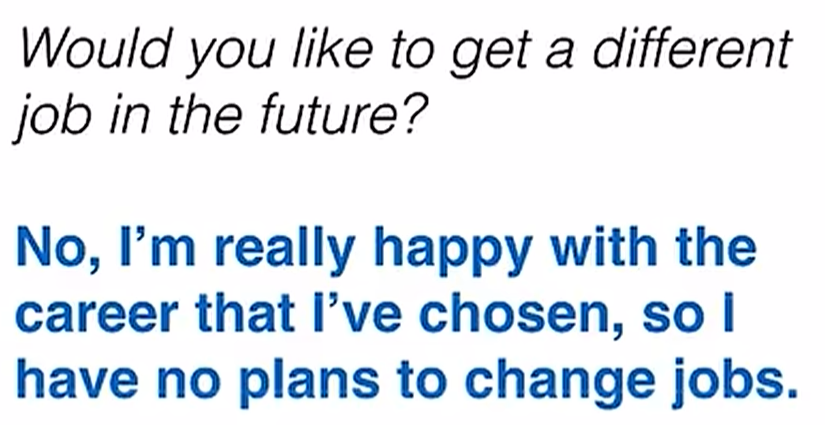 Would you like to get a different
job in the future?
No, I'm really happy with the
career that I've chosen, so I
have no plans to change jobs.